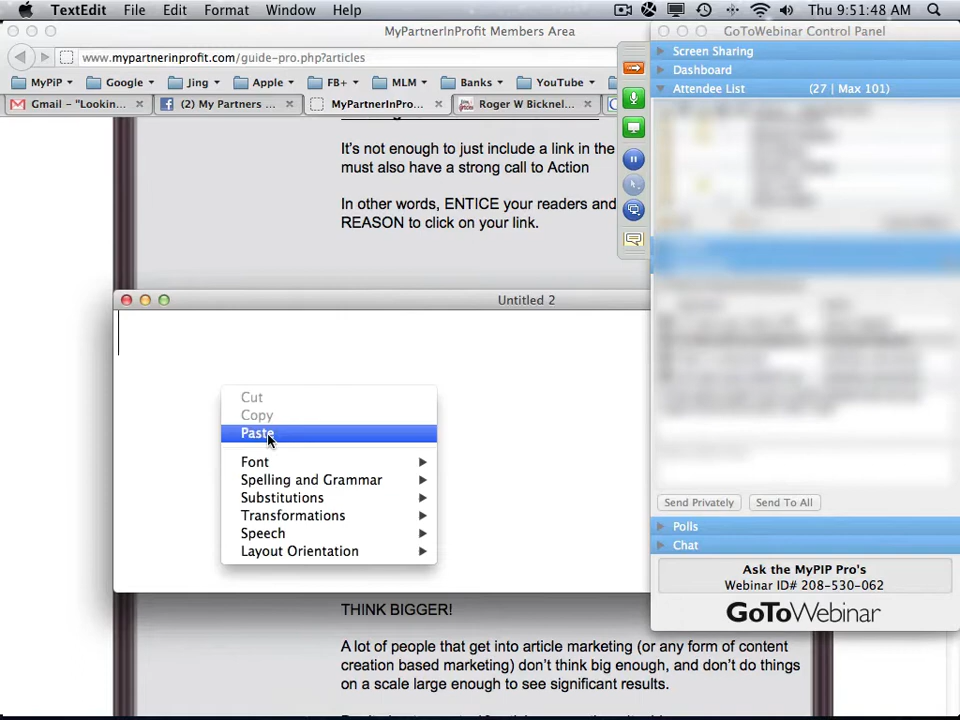 TextEdit File Edit Format Window Help Thu 9:51:48 AM
MyPartnerInProfit Members Area
www.mypartnerinprofit.com/guide-pro.php?articles
MyPiP Google Jing Apple FB+ MLM Banks YouTube
Gmail – "Lookin... (2) My Partners ... MyPartnerInPro... Roger W Bicknel...
It's not enough to just include a link in the
must also have a strong call to Action
In other words, ENTICE your readers and
REASON to click on your link.
Untitled 2
Cut
Copy
Paste
Font
Spelling and Grammar
Substitutions
Transformations
Speech
Layout Orientation
THINK BIGGER!
A lot of people that get into article marketing (or any form of content
creation based marketing) don't think big enough, and don't do things
on a scale large enough to see significant results.
GoToWebinar Control Panel
Screen Sharing
Dashboard
Attendee List (27 | Max 101)
Send Privately Send To All
Polls
Chat
Ask the MyPIP Pro's
Webinar ID# 208-530-062
GoToWebinar